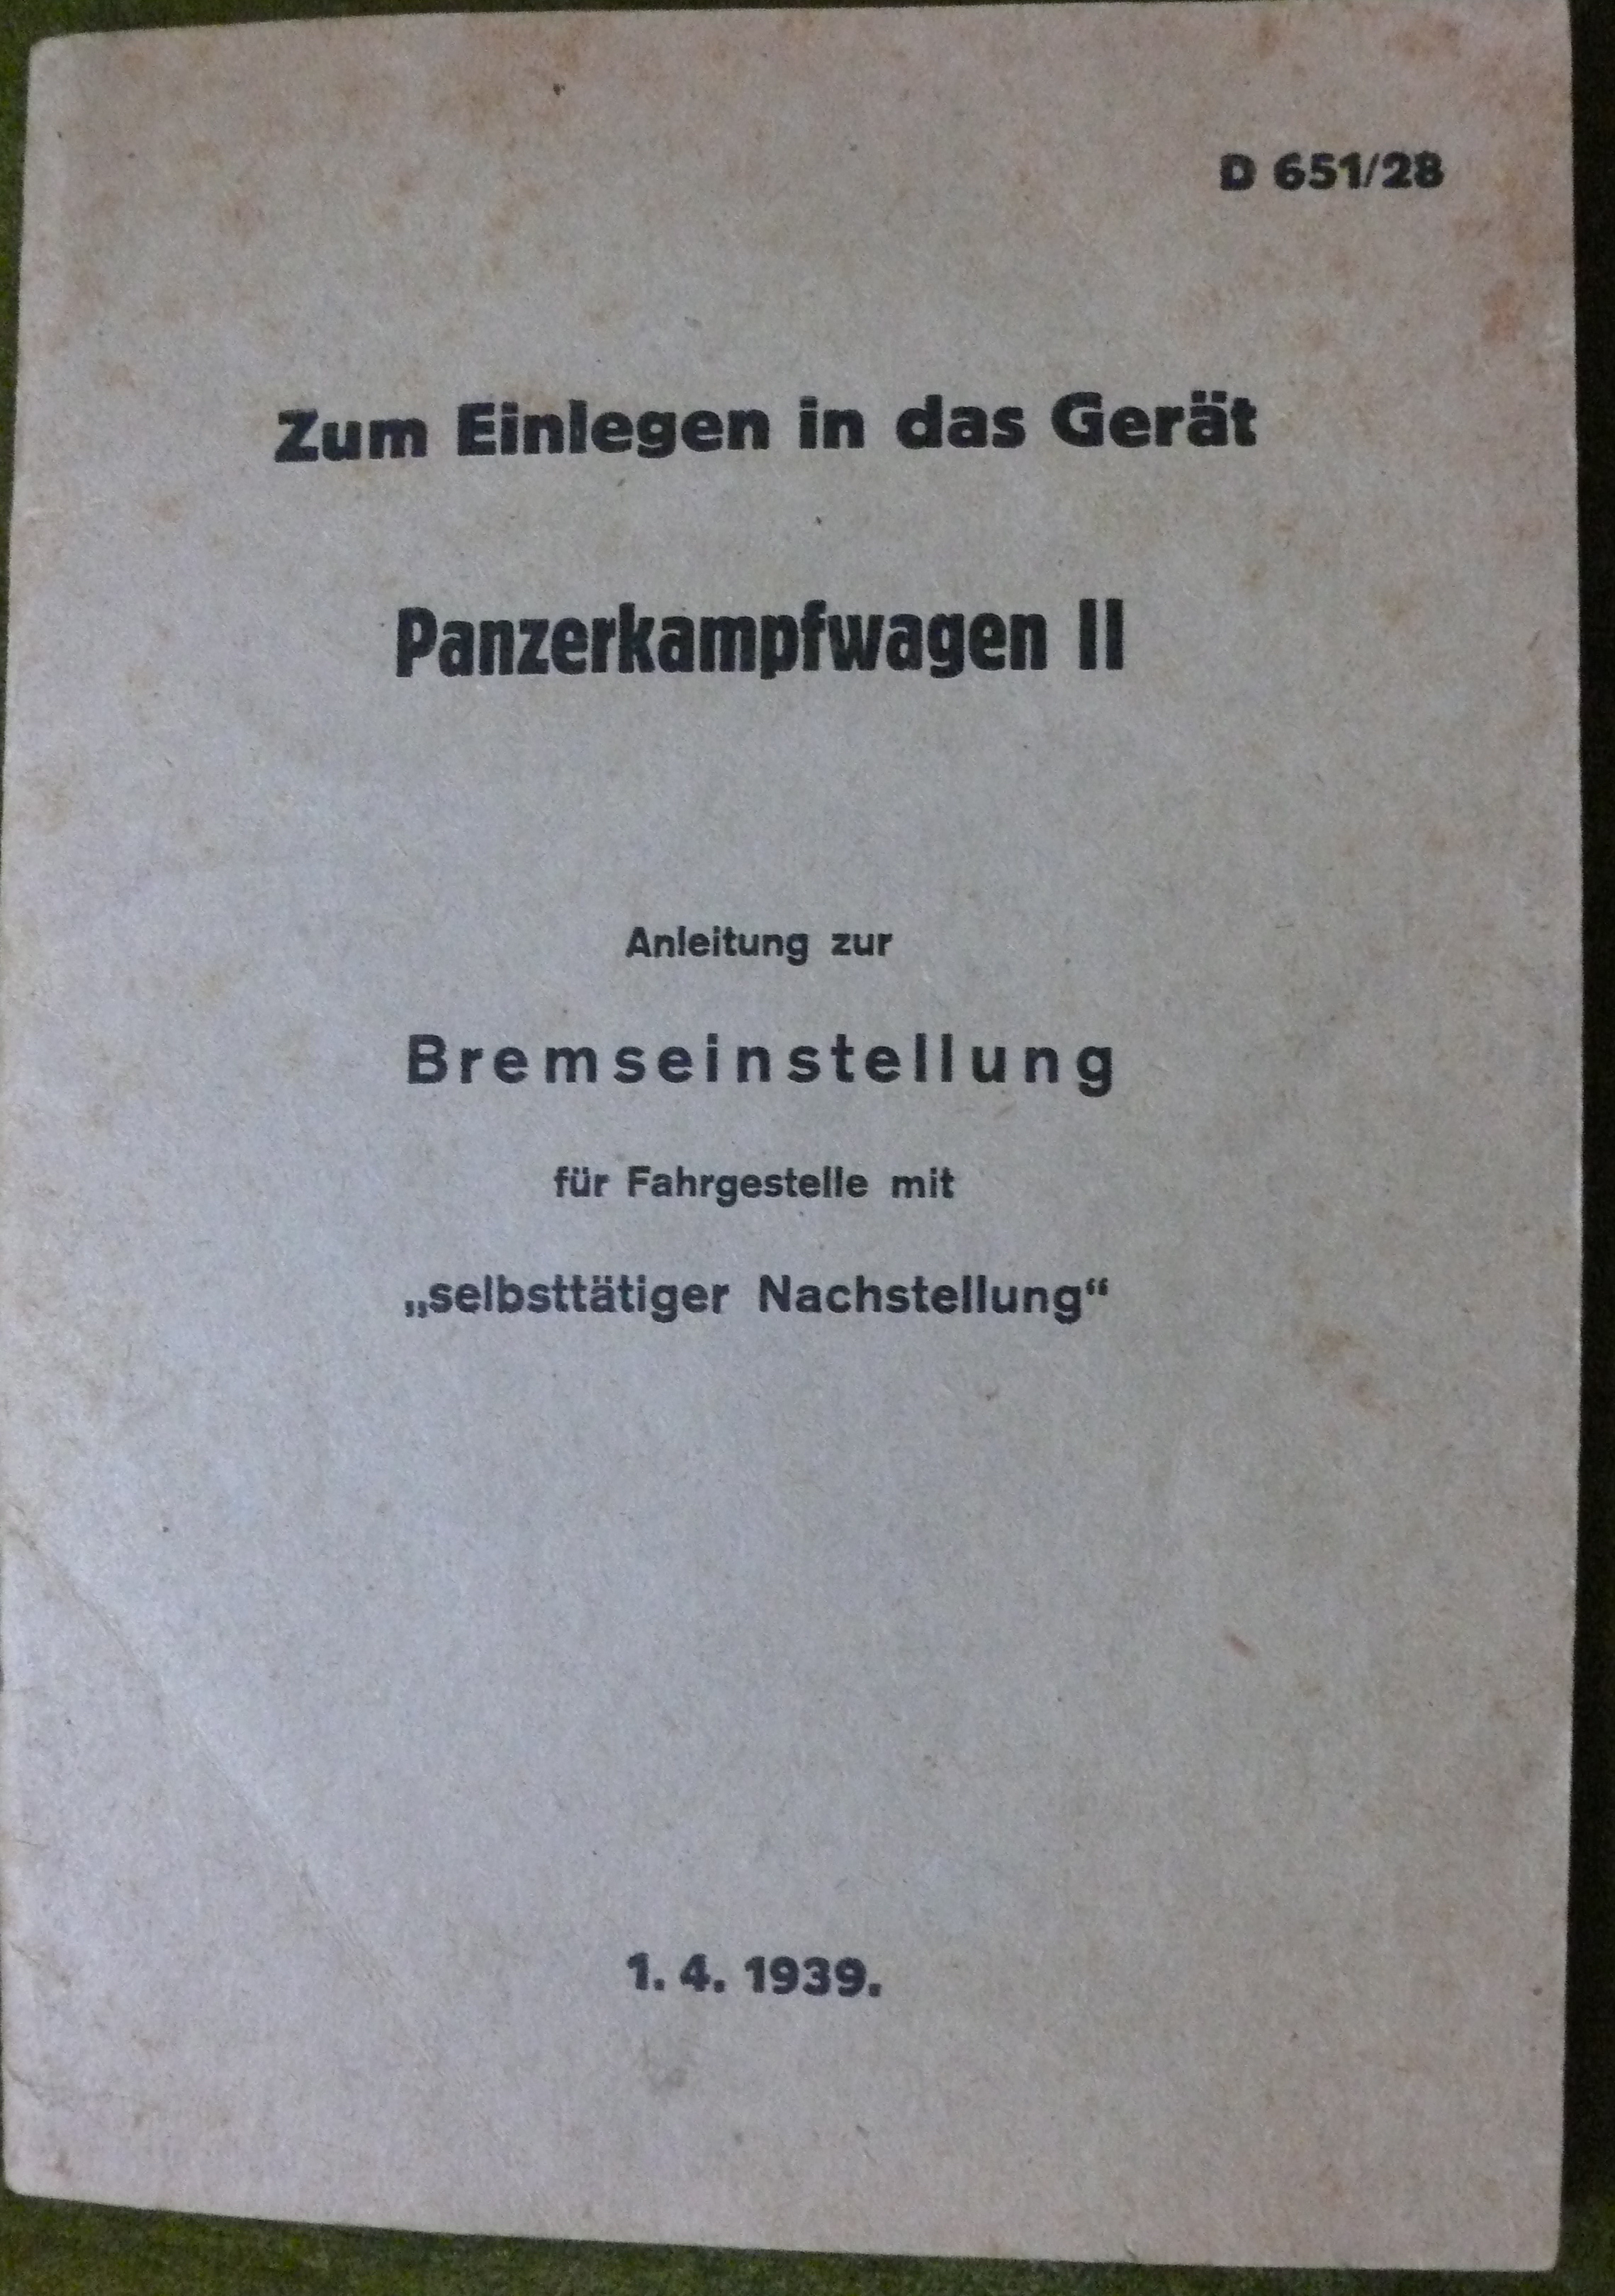 D 651/28
Zum Einlegen in das Gerät
Panzerkampfwagen II
Anleitung zur
Bremseinstellung
für Fahrgestelle mit
„selbsttätiger Nachstellung“
1. 4. 1939.